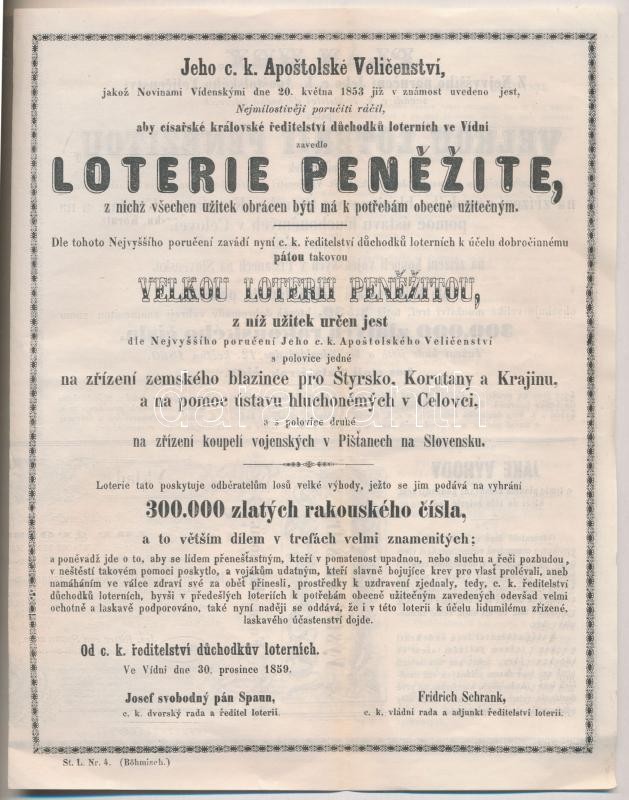 Jeho c. k. Apoštolské Veličenství,
jakož Novinami Vídenskými dne 20. května 1853 již v známost uvedeno jest,
Nejmilostivěji poručiti ráčil,
aby císařské královské ředitelství důchodků loterních ve Vídni
zavedlo
LOTERIE PENĚŽITE,
z nichž všechen užitek obrácen býti má k potřebám obecně užitečným.
Dle tohoto Nejvyššího poručení zavádí nyní c. k. ředitelství důchodků loterních k účelu dobročinnému
pátou takovou
VELKOU LOTERII PENĚŽITOU,
z níž užitek určen jest
dle Nejvyššího poručení Jeho c. k. Apoštolského Veličenství
s polovice jedné
na zřízení zemského blazince pro Štyrsko, Korutany a Krajinu,
a na pomoc ústavu hluchoněmých v Celovci,
a s polovice druhé
na zřízení koupelí vojenských v Pišťanech na Slovensku.
Loterie tato poskytuje odběratelům losů velké výhody, ježto se jim podává na vyhrání
300.000 zlatých rakouského čísla,
a to větším dílem v trefách velmi znamenitých;
a poněvádž jde o to, aby se lidem přenešťastným, kteří v pomatenost upadnou, nebo sluchu a řeči pozbudou,
v neštěstí takovém pomoci poskytlo, a vojákům udatným, kteří slavně bojujíce krev pro vlasť prolévali, aneb
namáháním ve válce zdraví své za oběť přinesli, prostředky k uzdravení zjednaly, tedy, c. k. ředitelství
důchodků loterních, byvši v předešlých loteriích k potřebám obecně užitečným zavedených odevšad velmi
ochotně a laskavě podporováno, také nyní naději se oddává, že i v této loterii k účelu lidumilému zřízené,
laskavého účastenství dojde.
Od c. k. ředitelství důchodkův loterních.
Ve Vídni dne 30. prosince 1859.
Josef svobodný pán Spaun,
c. k. dvorský rada a ředitel loterií.
Fridrich Schrank,
c. k. vládní rada a adjunkt ředitelství loterií.
St. L. Nr. 4. (Böhmisch.)
darabanth